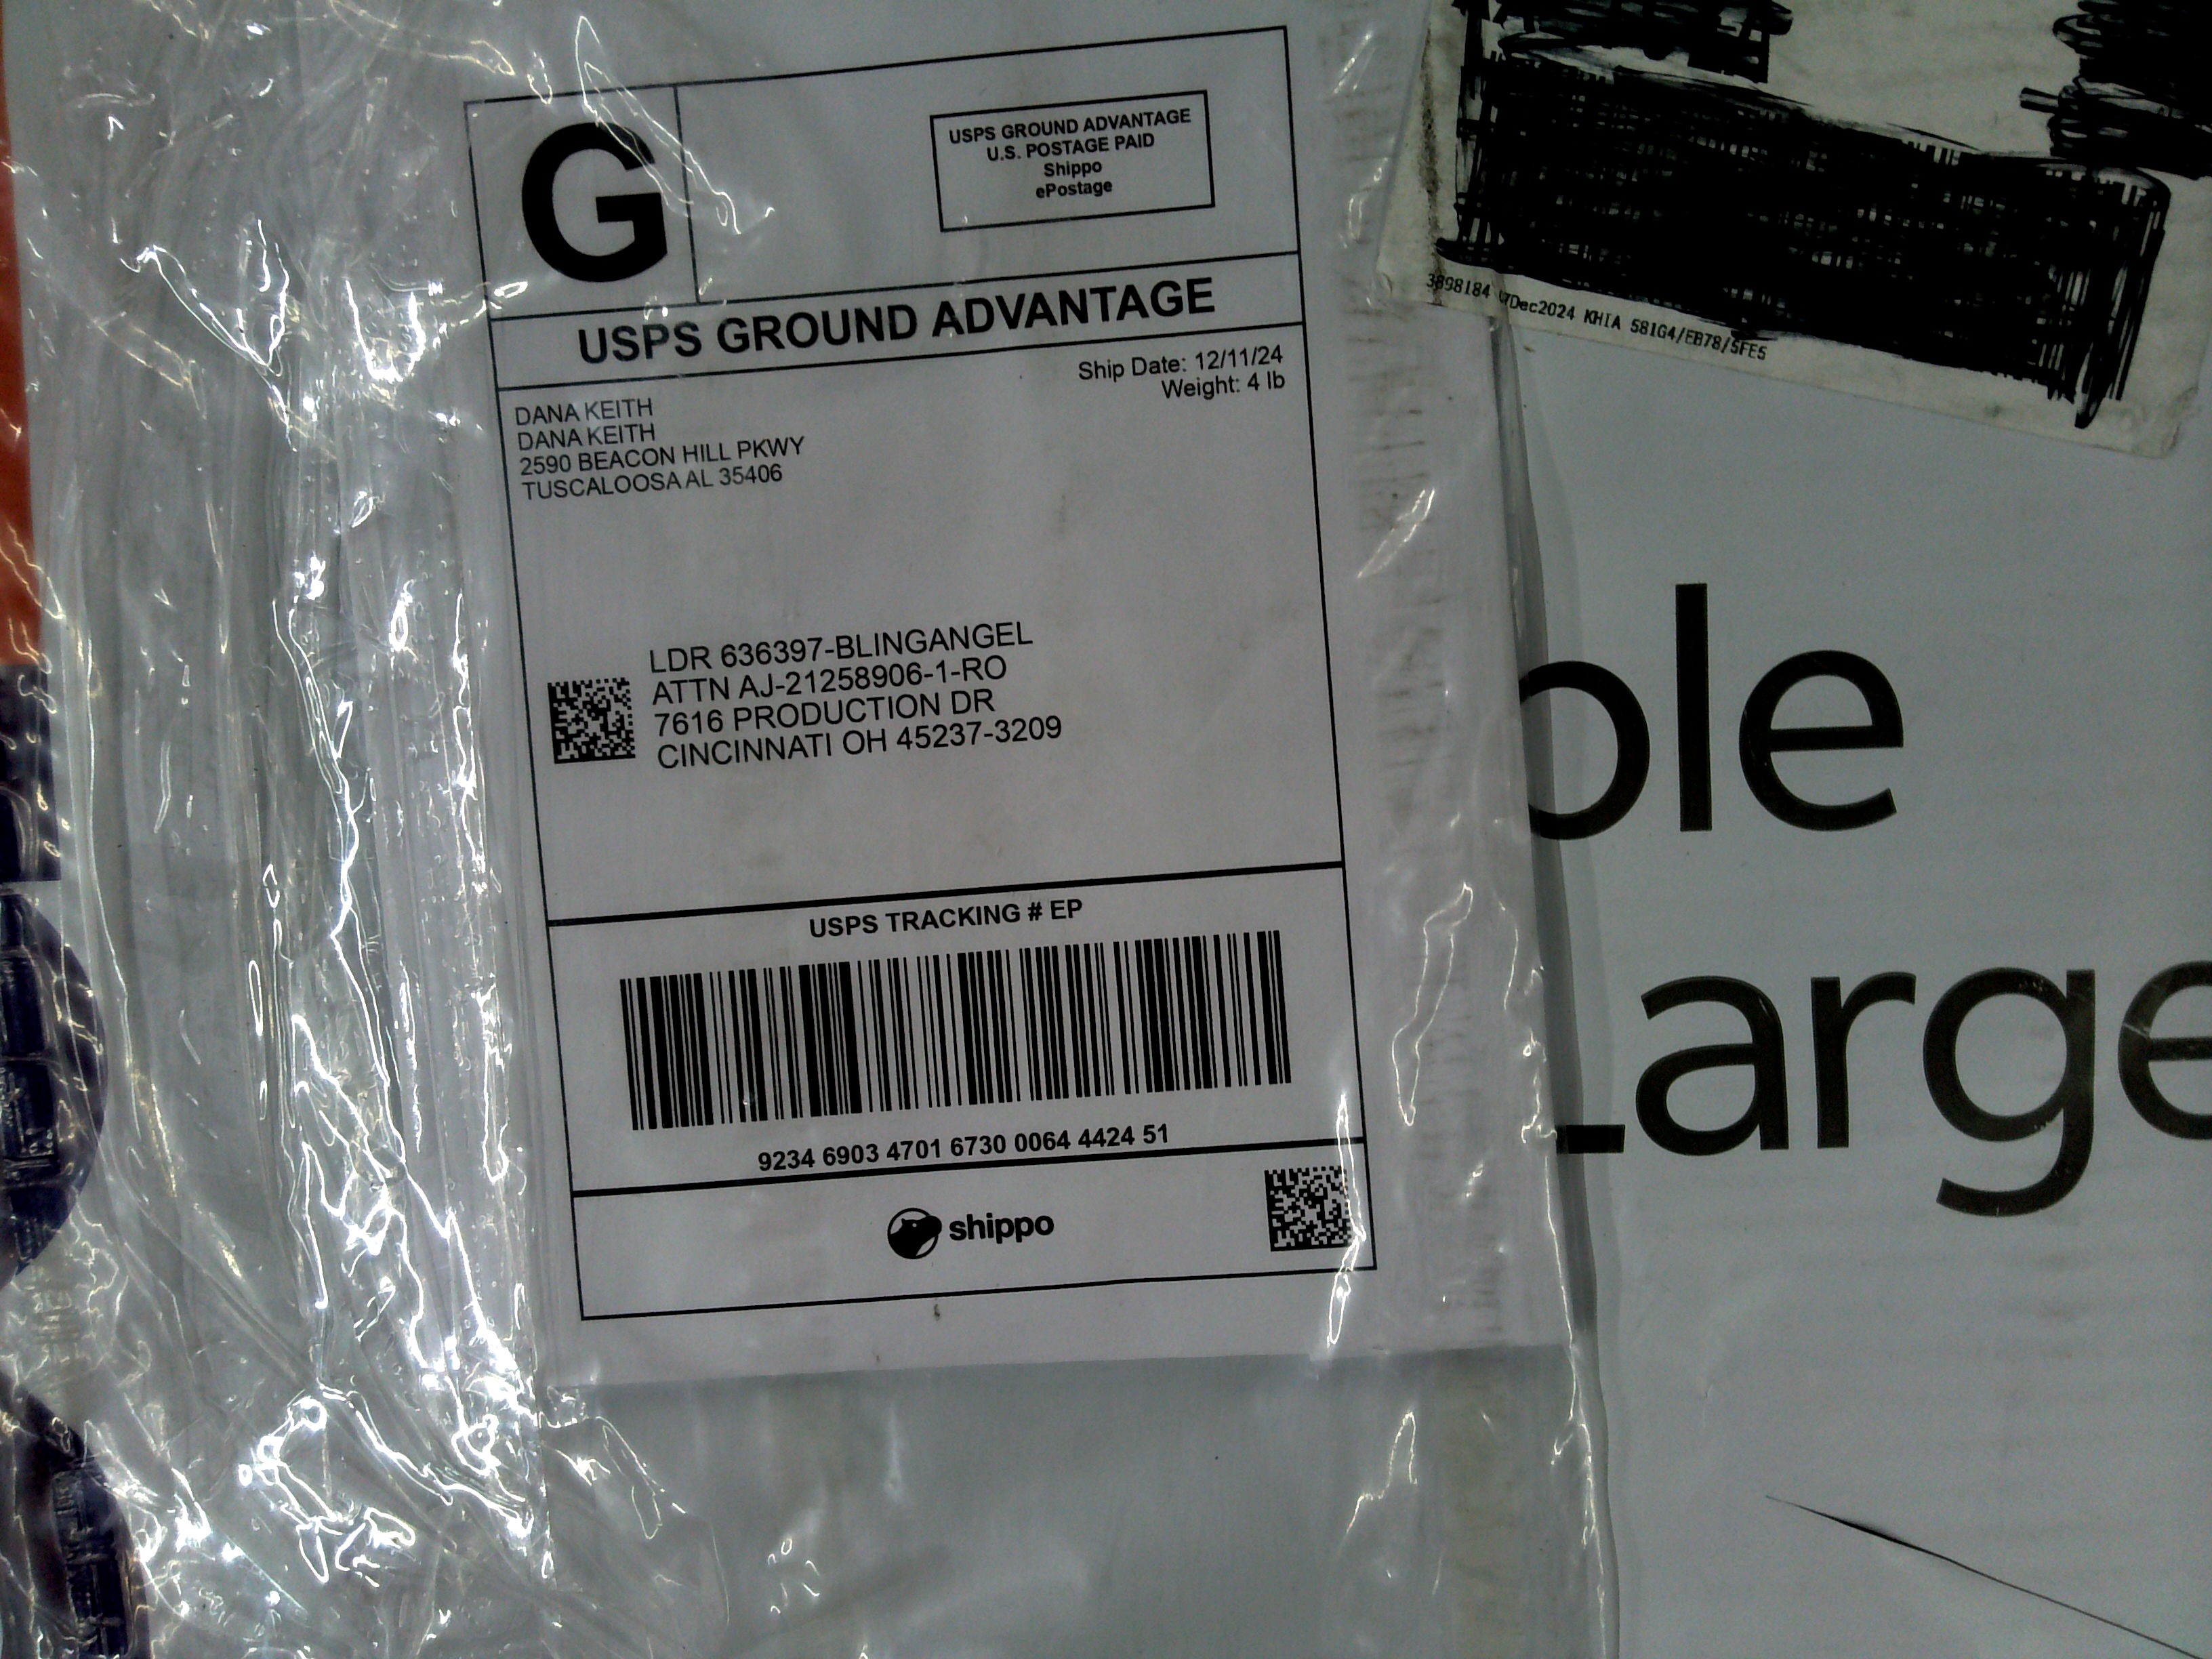 G
USPS GROUND ADVANTAGE
U.S. POSTAGE PAID
Shippo
ePostage
USPS GROUND ADVANTAGE
Ship Date: 12/11/24
Weight: 4 lb
DANA KEITH
DANA KEITH
2590 BEACON HILL PKWY
TUSCALOOSA AL 35406
LDR 636397-BLINGANGEL
ATTN AJ-21258906-1-RO
7616 PRODUCTION DR
CINCINNATI OH 45237-3209
USPS TRACKING # EP
9234 6903 4701 6730 0064 4424 51
shippo
3898184 7Dec2024 KHIA 581G4/EB78/5FE5
ole
Large